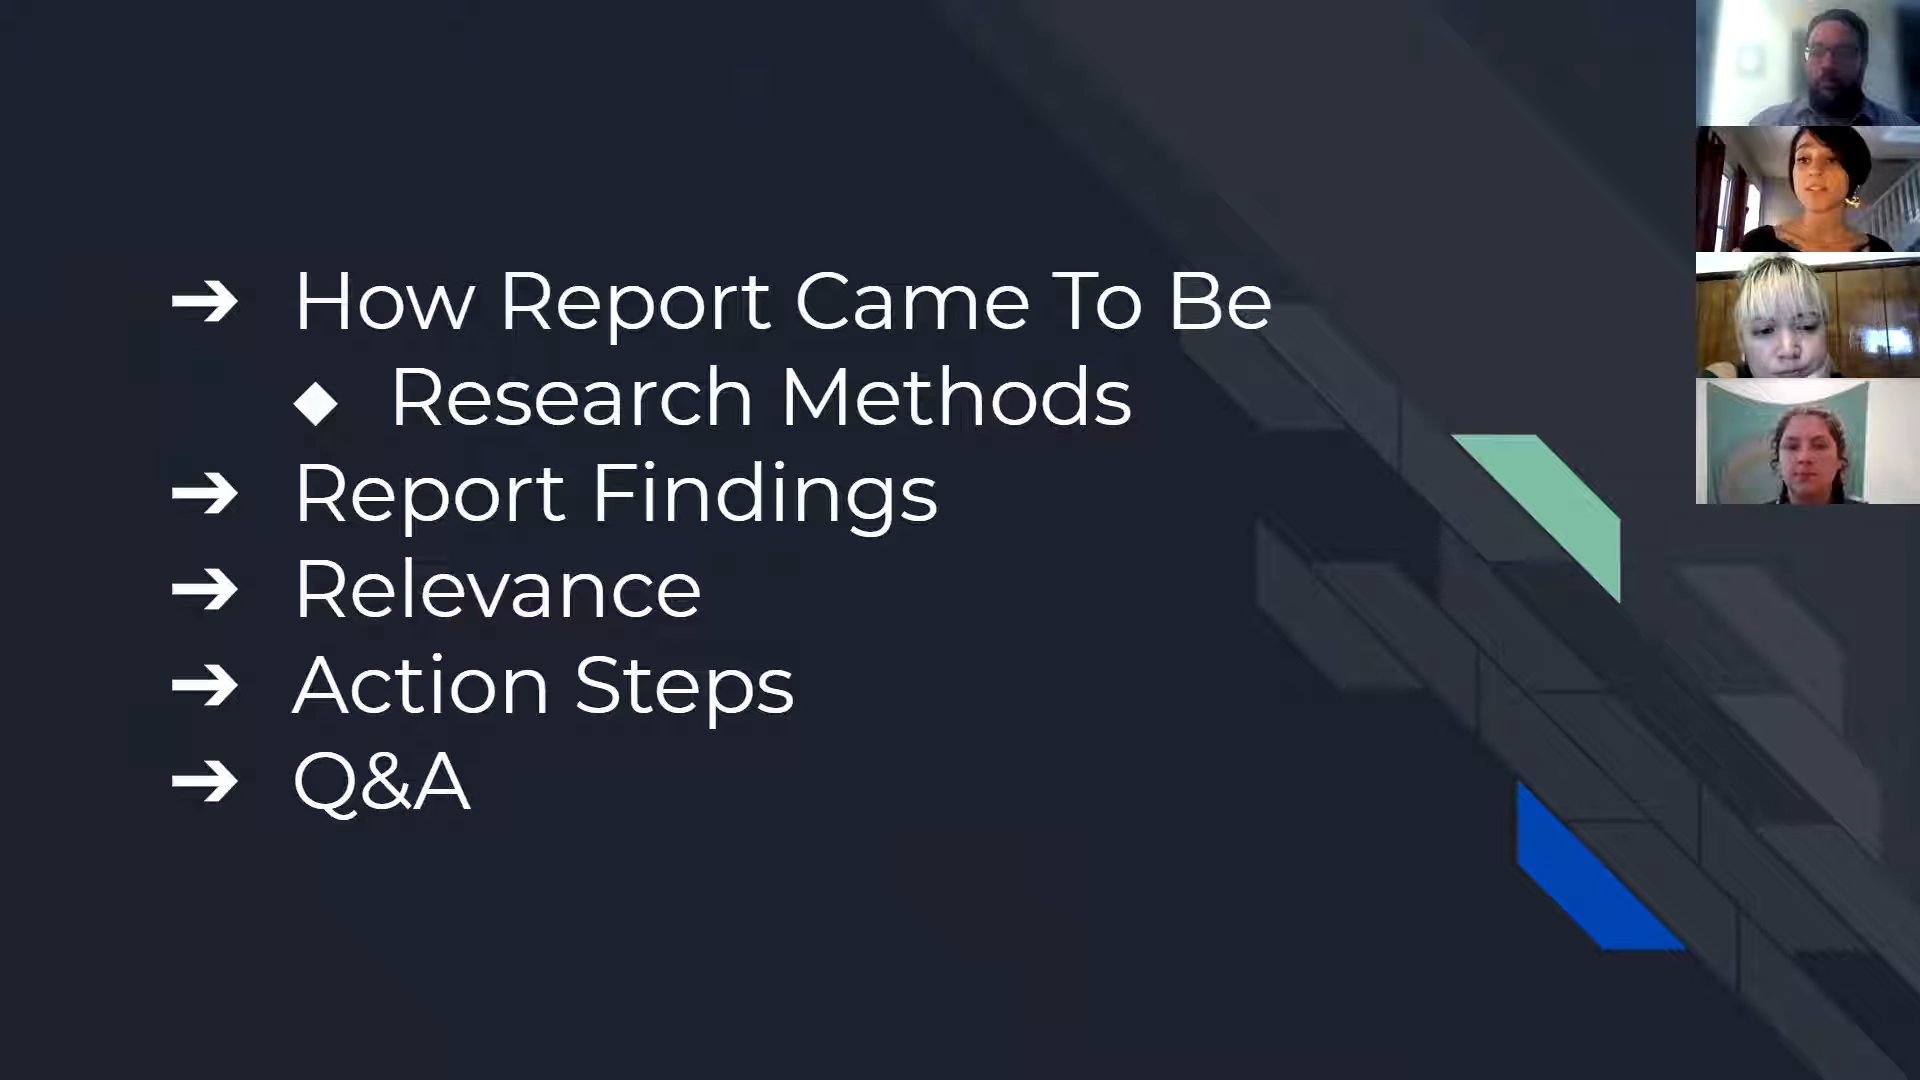 ➔ How Report Came To Be
◆ Research Methods
➔ Report Findings
➔ Relevance
➔ Action Steps
➔ Q&A